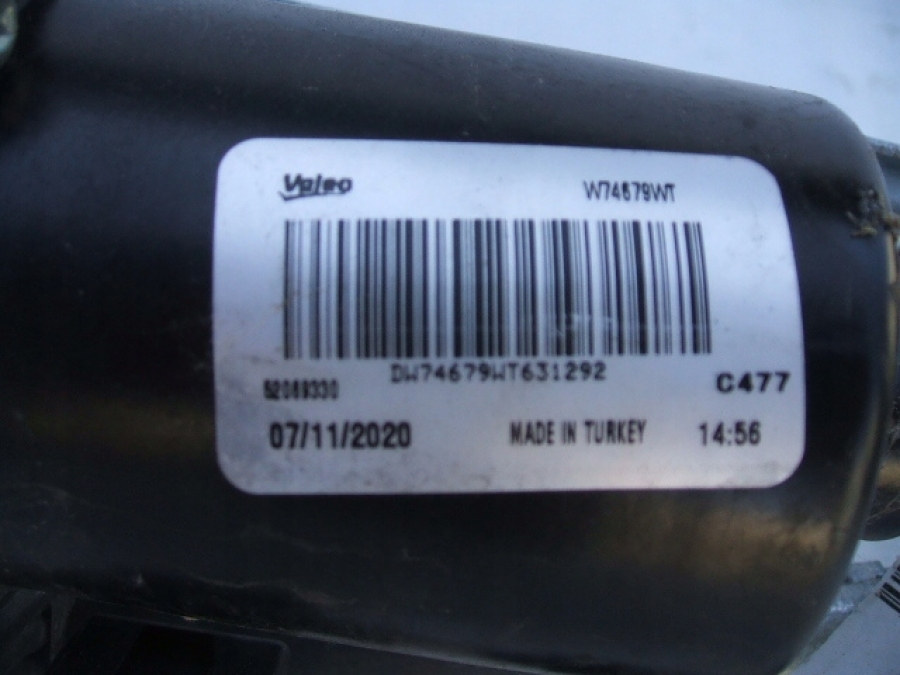 Valeo W74679WT
DW74679WT631292
52069330 C477
07/11/2020 MADE IN TURKEY 14:56